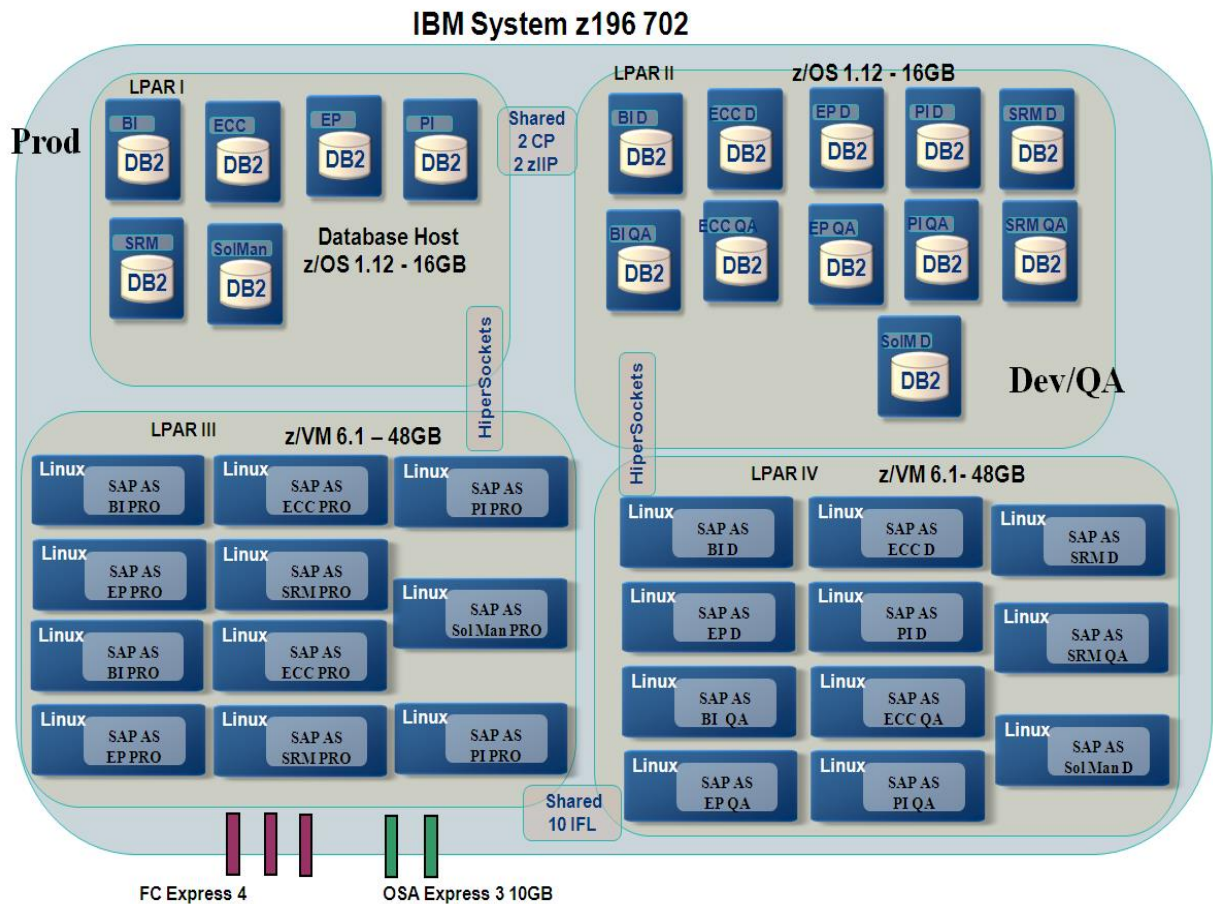 IBM System z196 702
Prod
LPAR I
BI
DB2
ECC
DB2
EP
DB2
PI
DB2
SRM
DB2
SolMan
DB2
Database Host
z/OS 1.12 - 16GB
Shared
2 CP
2 zIIP
LPAR II
z/OS 1.12 - 16GB
BI D
DB2
ECC D
DB2
EP D
DB2
PI D
DB2
SRM D
DB2
BI QA
DB2
ECC QA
DB2
EP QA
DB2
PI QA
DB2
SRM QA
DB2
SolM D
DB2
Dev/QA
HiperSockets
HiperSockets
LPAR III
z/VM 6.1 – 48GB
Linux
SAP AS
BI PRO
Linux
SAP AS
ECC PRO
Linux
SAP AS
PI PRO
Linux
SAP AS
EP PRO
Linux
SAP AS
SRM PRO
Linux
SAP AS
Sol Man PRO
Linux
SAP AS
BI PRO
Linux
SAP AS
ECC PRO
Linux
SAP AS
EP PRO
Linux
SAP AS
SRM PRO
Linux
SAP AS
PI PRO
LPAR IV
z/VM 6.1- 48GB
Linux
SAP AS
BI D
Linux
SAP AS
ECC D
Linux
SAP AS
SRM D
Linux
SAP AS
EP D
Linux
SAP AS
PI D
Linux
SAP AS
SRM QA
Linux
SAP AS
BI QA
Linux
SAP AS
ECC QA
Linux
SAP AS
Sol Man D
Linux
SAP AS
EP QA
Linux
SAP AS
PI QA
Shared
10 IFL
FC Express 4
OSA Express 3 10GB